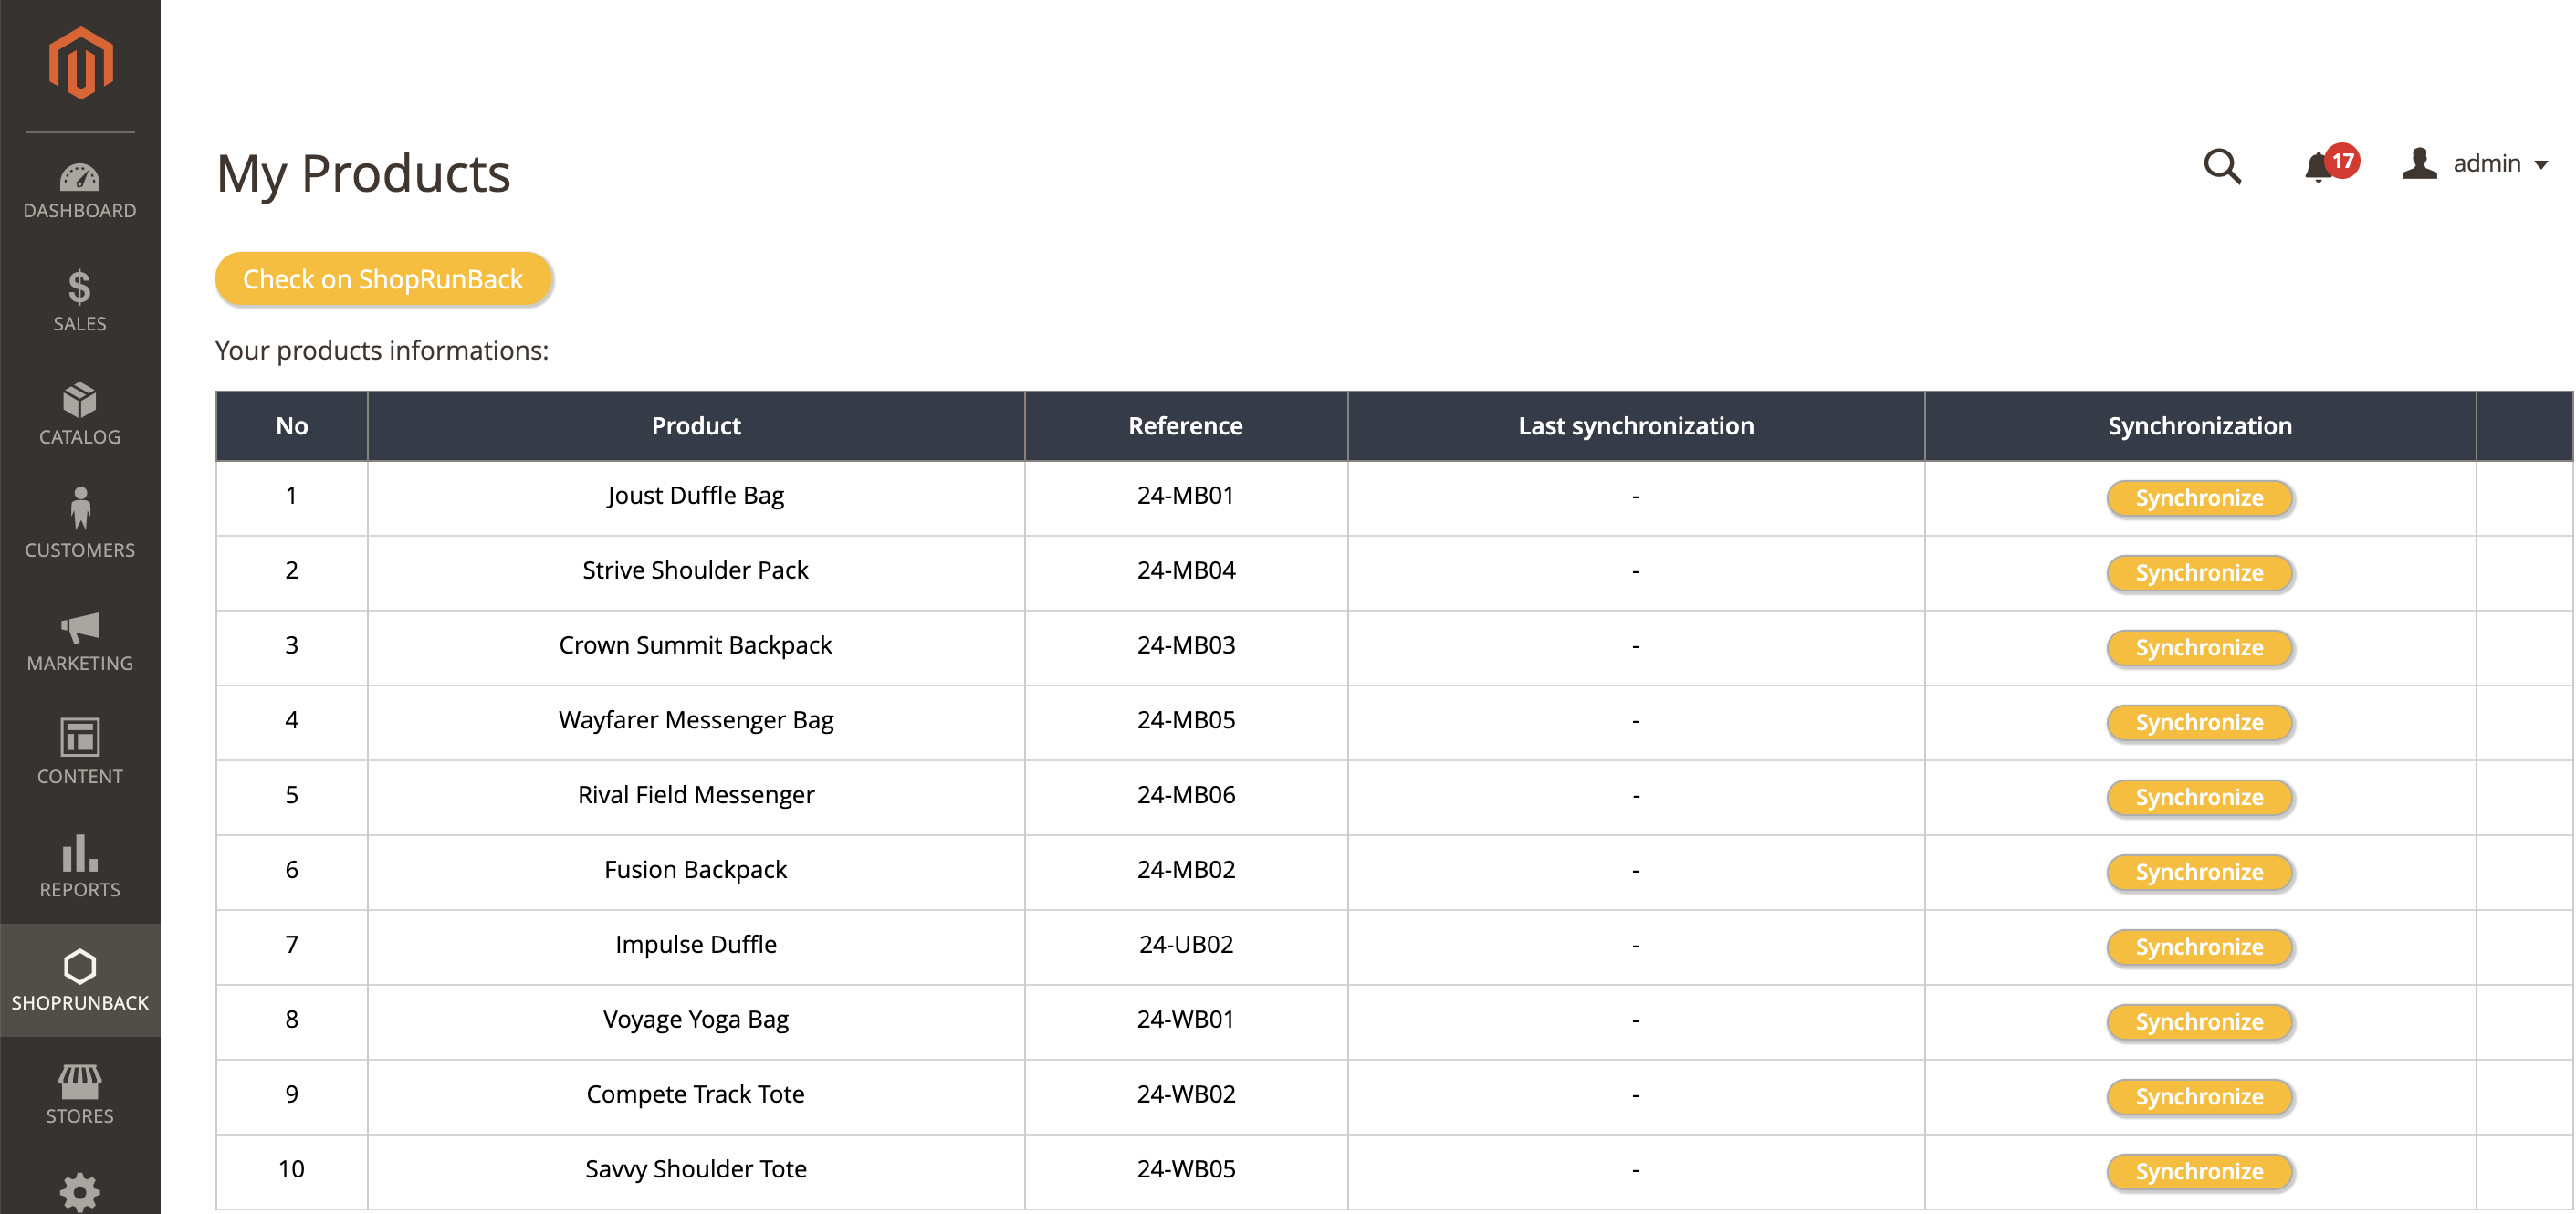 My Products
17
admin
Check on ShopRunBack
Your products informations:
DASHBOARD
SALES
CATALOG
CUSTOMERS
MARKETING
CONTENT
REPORTS
SHOPRUNBACK
STORES
No Product Reference Last synchronization Synchronization
1 Joust Duffle Bag 24-MB01 - Synchronize
2 Strive Shoulder Pack 24-MB04 - Synchronize
3 Crown Summit Backpack 24-MB03 - Synchronize
4 Wayfarer Messenger Bag 24-MB05 - Synchronize
5 Rival Field Messenger 24-MB06 - Synchronize
6 Fusion Backpack 24-MB02 - Synchronize
7 Impulse Duffle 24-UB02 - Synchronize
8 Voyage Yoga Bag 24-WB01 - Synchronize
9 Compete Track Tote 24-WB02 - Synchronize
10 Savvy Shoulder Tote 24-WB05 - Synchronize